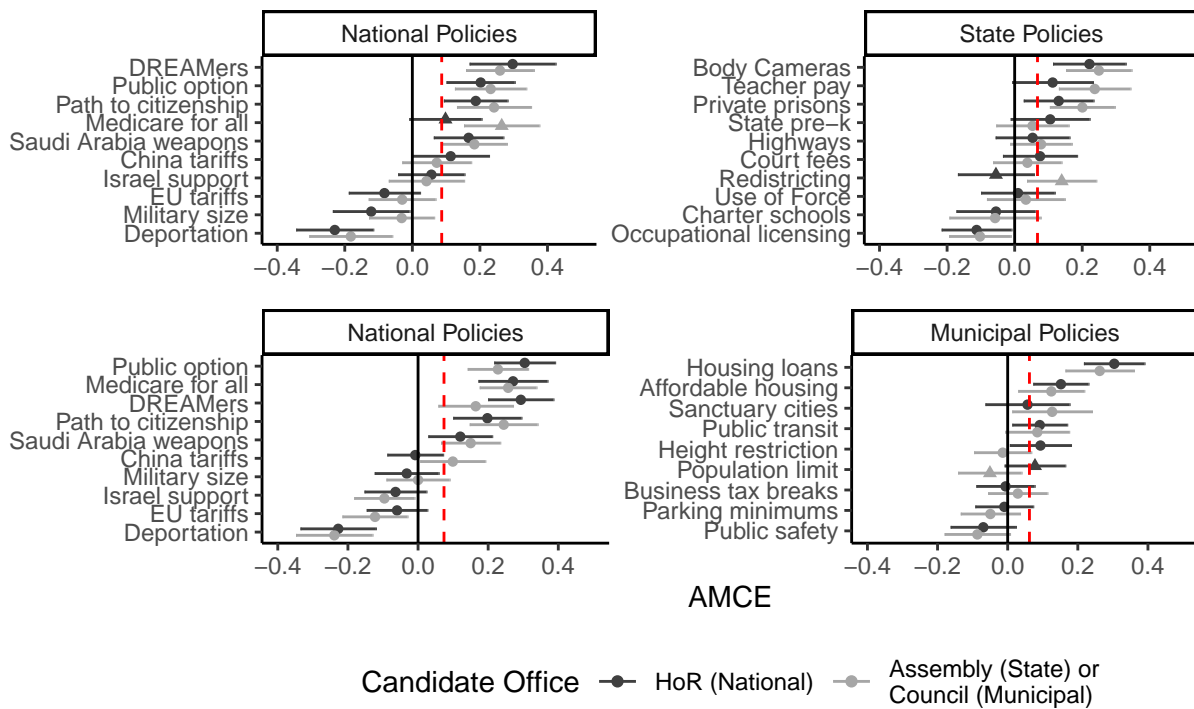 National Policies
DREAMers
Public option
Path to citizenship
Medicare for all
Saudi Arabia weapons
China tariffs
Israel support
EU tariffs
Military size
Deportation
−0.4 −0.2 0.0 0.2 0.4
State Policies
Body Cameras
Teacher pay
Private prisons
State pre−k
Highways
Court fees
Redistricting
Use of Force
Charter schools
Occupational licensing
−0.4 −0.2 0.0 0.2 0.4
National Policies
Public option
Medicare for all
DREAMers
Path to citizenship
Saudi Arabia weapons
China tariffs
Military size
Israel support
EU tariffs
Deportation
−0.4 −0.2 0.0 0.2 0.4
Municipal Policies
Housing loans
Affordable housing
Sanctuary cities
Public transit
Height restriction
Population limit
Business tax breaks
Parking minimums
Public safety
−0.4 −0.2 0.0 0.2 0.4
AMCE
Candidate Office
HoR (National)
Assembly (State) or
Council (Municipal)